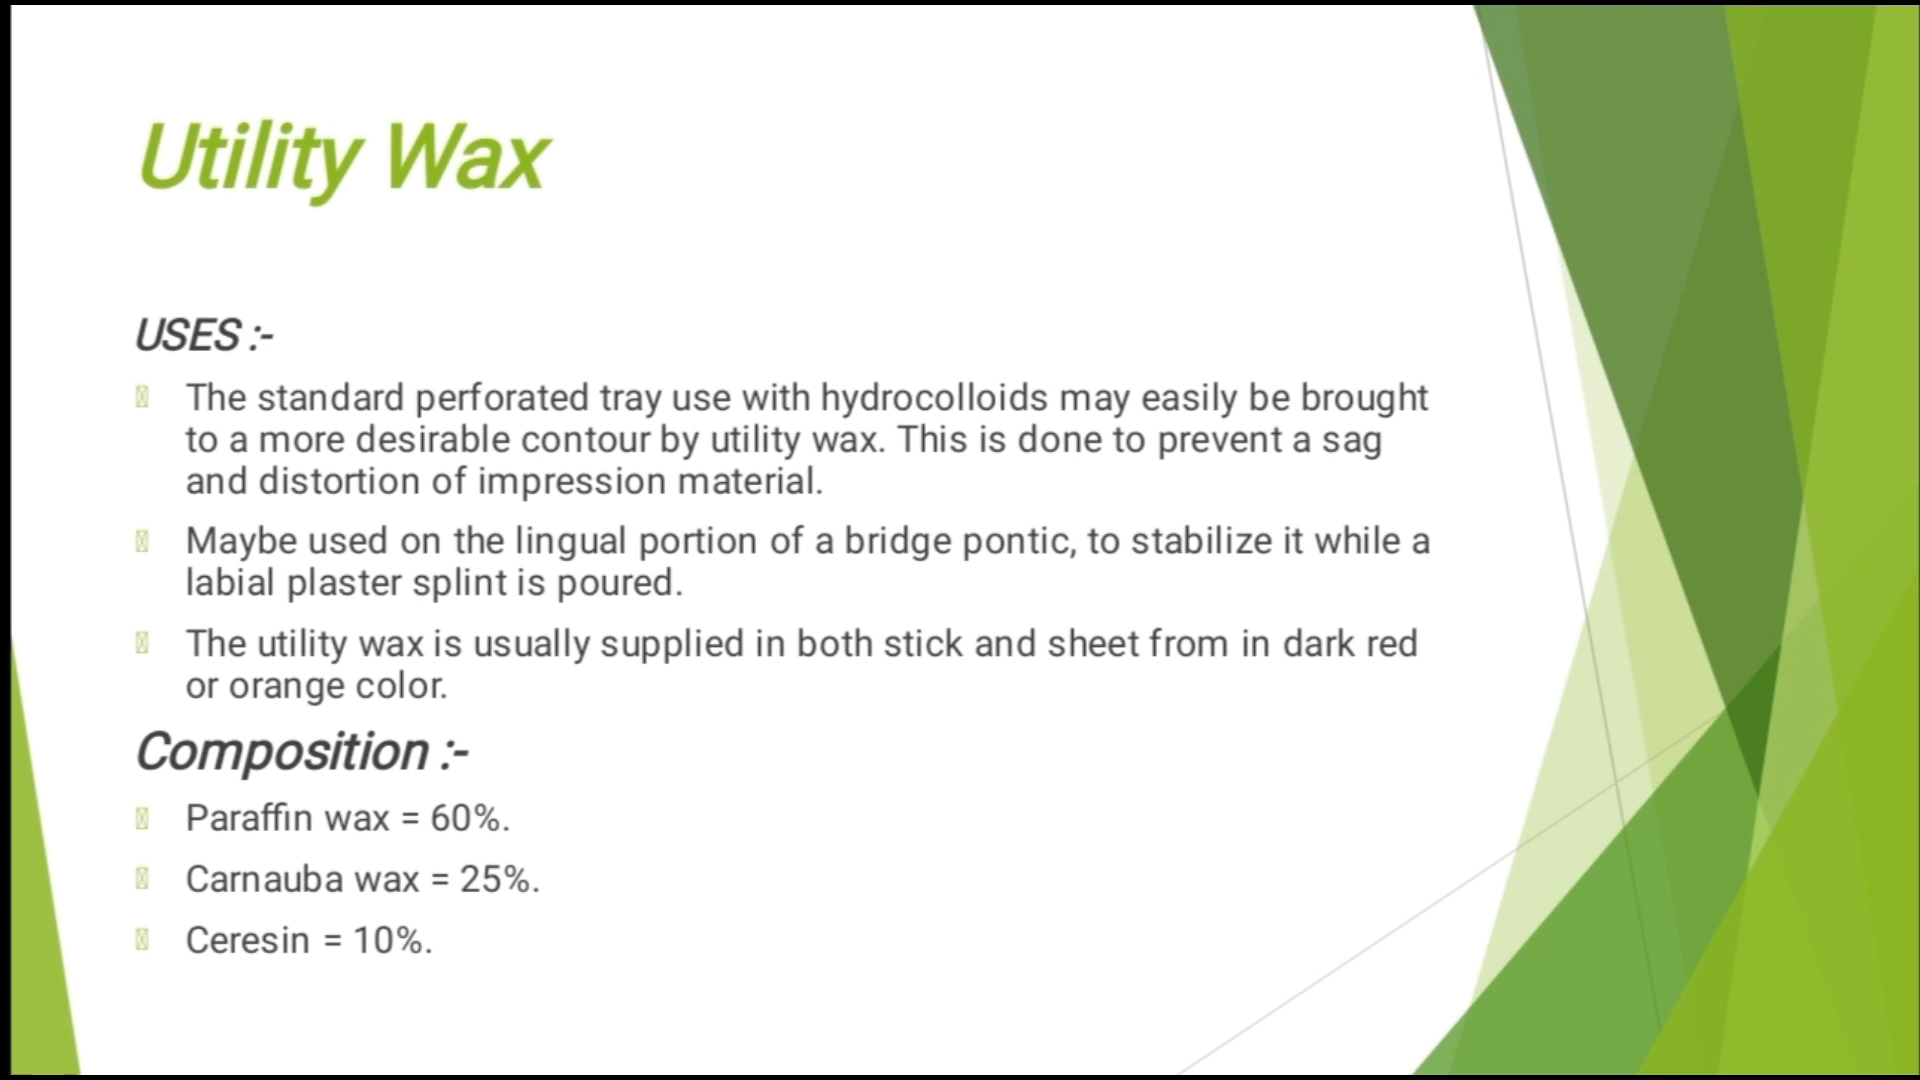 Utility Wax
USES :-
The standard perforated tray use with hydrocolloids may easily be brought
to a more desirable contour by utility wax. This is done to prevent a sag
and distortion of impression material.
Maybe used on the lingual portion of a bridge pontic, to stabilize it while a
labial plaster splint is poured.
The utility wax is usually supplied in both stick and sheet from in dark red
or orange color.
Composition :-
Paraffin wax = 60%.
Carnauba wax = 25%.
Ceresin = 10%.